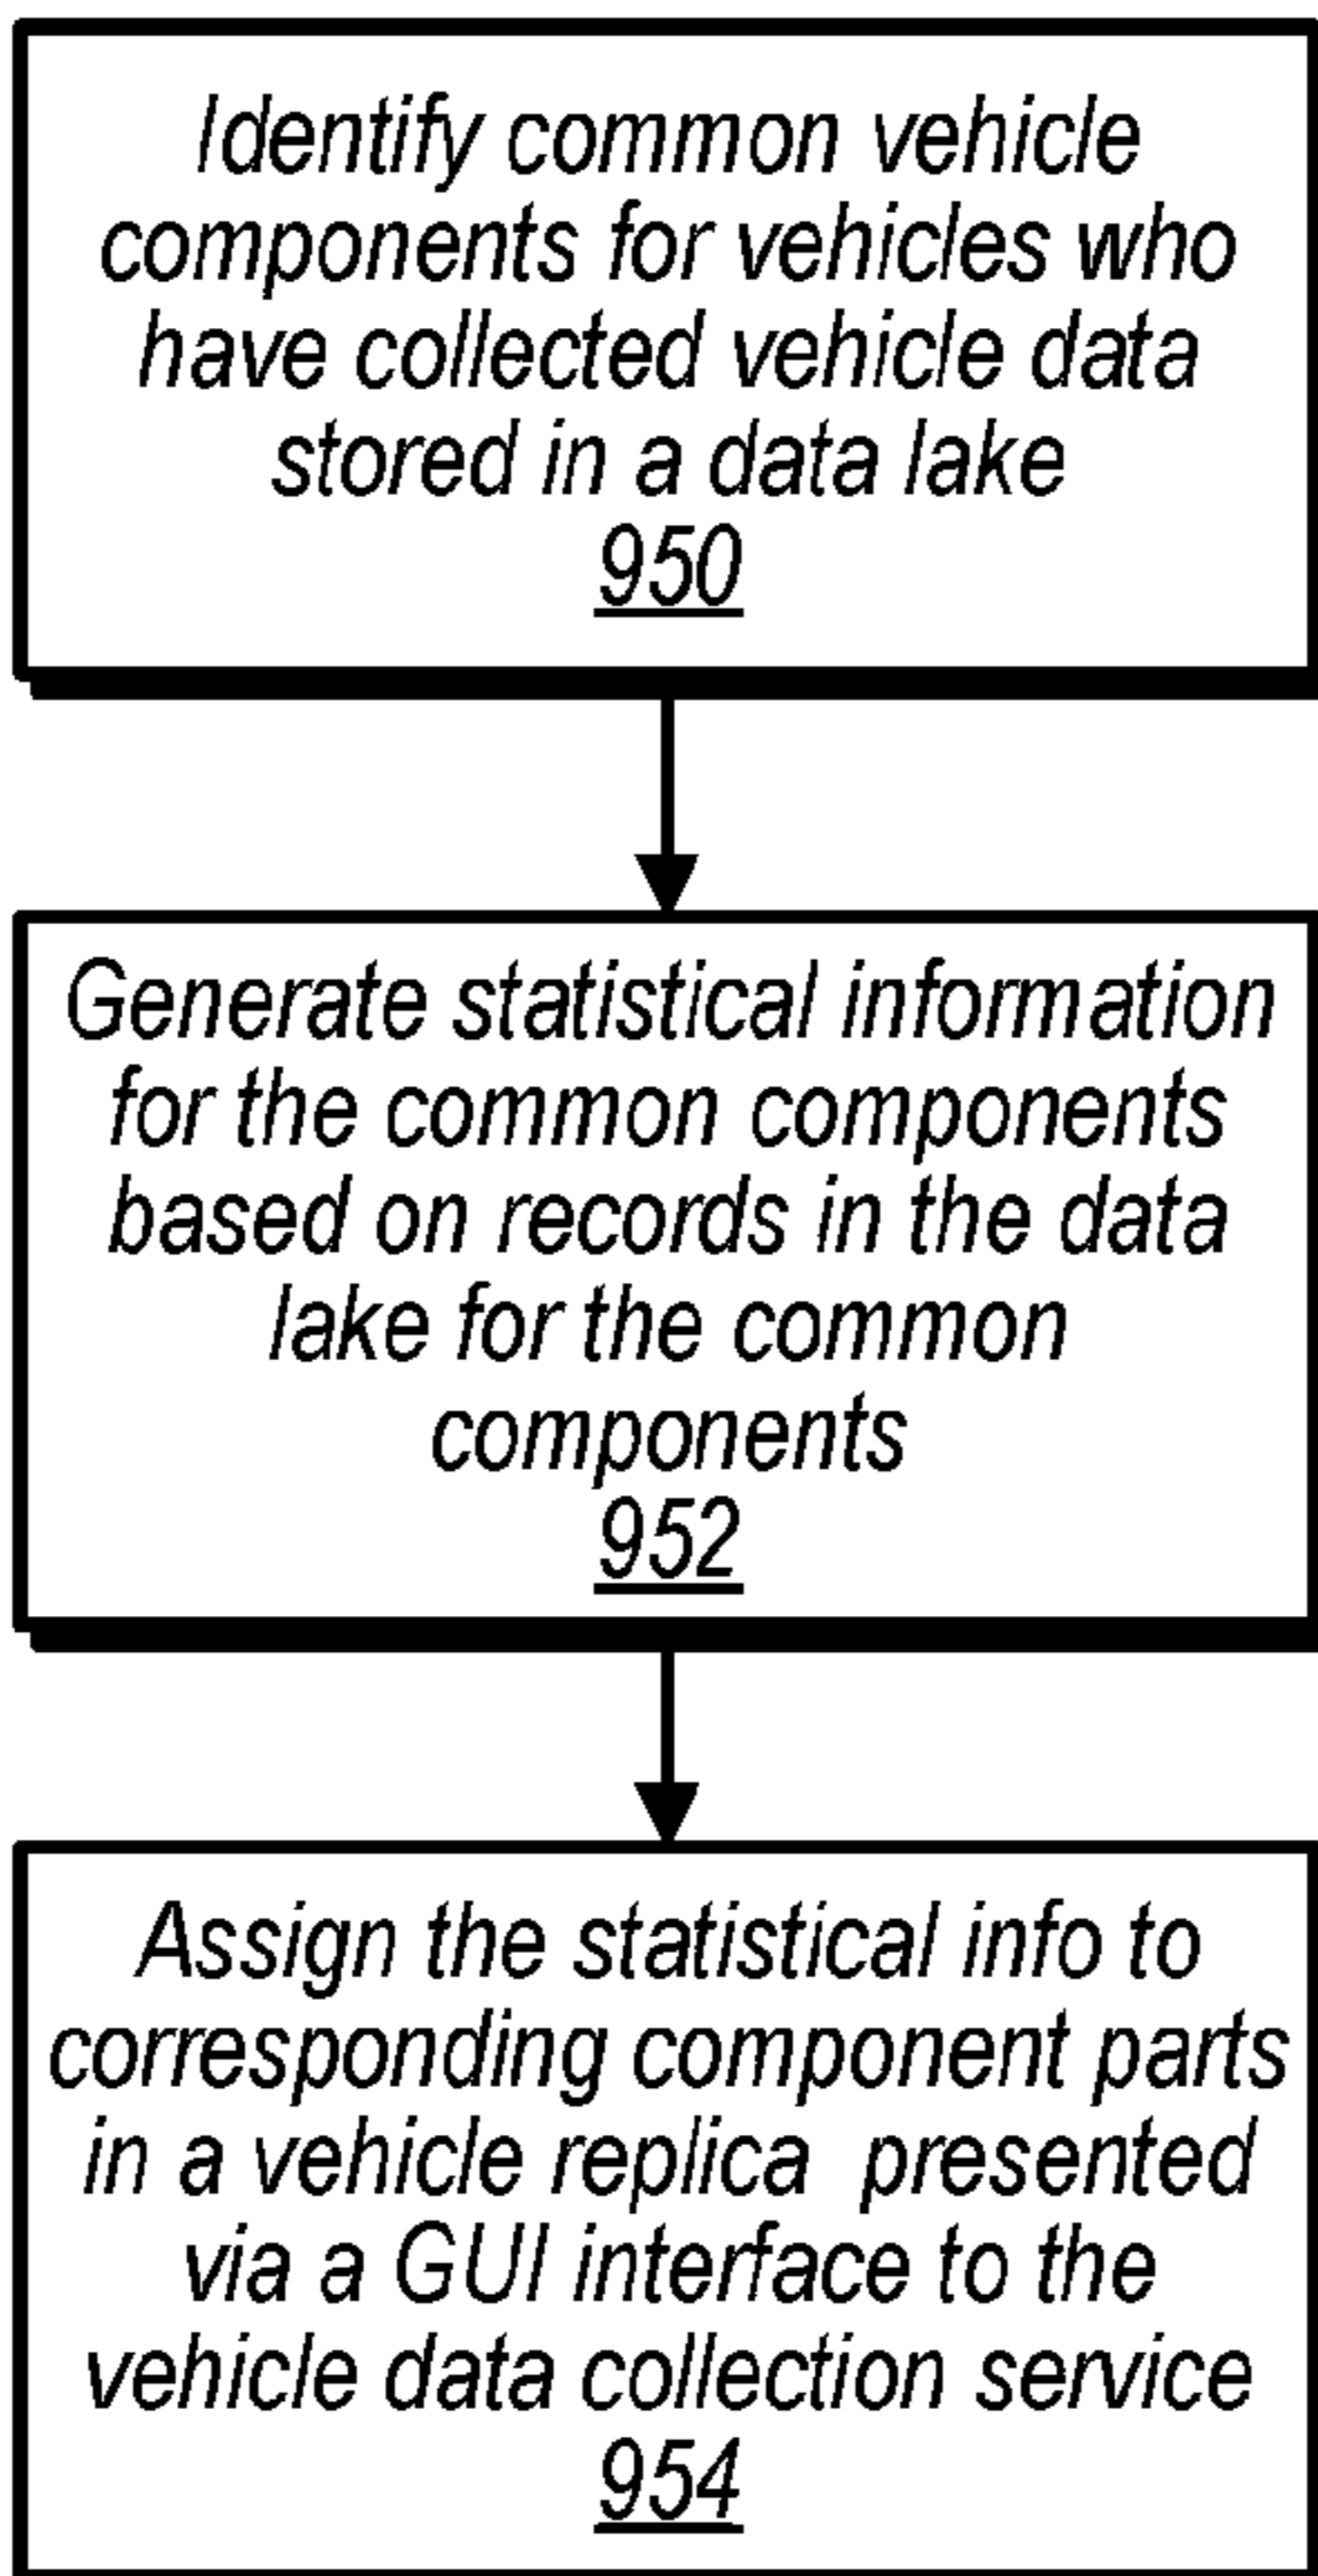 Identify common vehicle
components for vehicles who
have collected vehicle data
stored in a data lake
950
Generate statistical information
for the common components
based on records in the data
lake for the common
components
952
Assign the statistical info to
corresponding component parts
in a vehicle replica  presented
via a GUI interface to the
vehicle data collection service
954